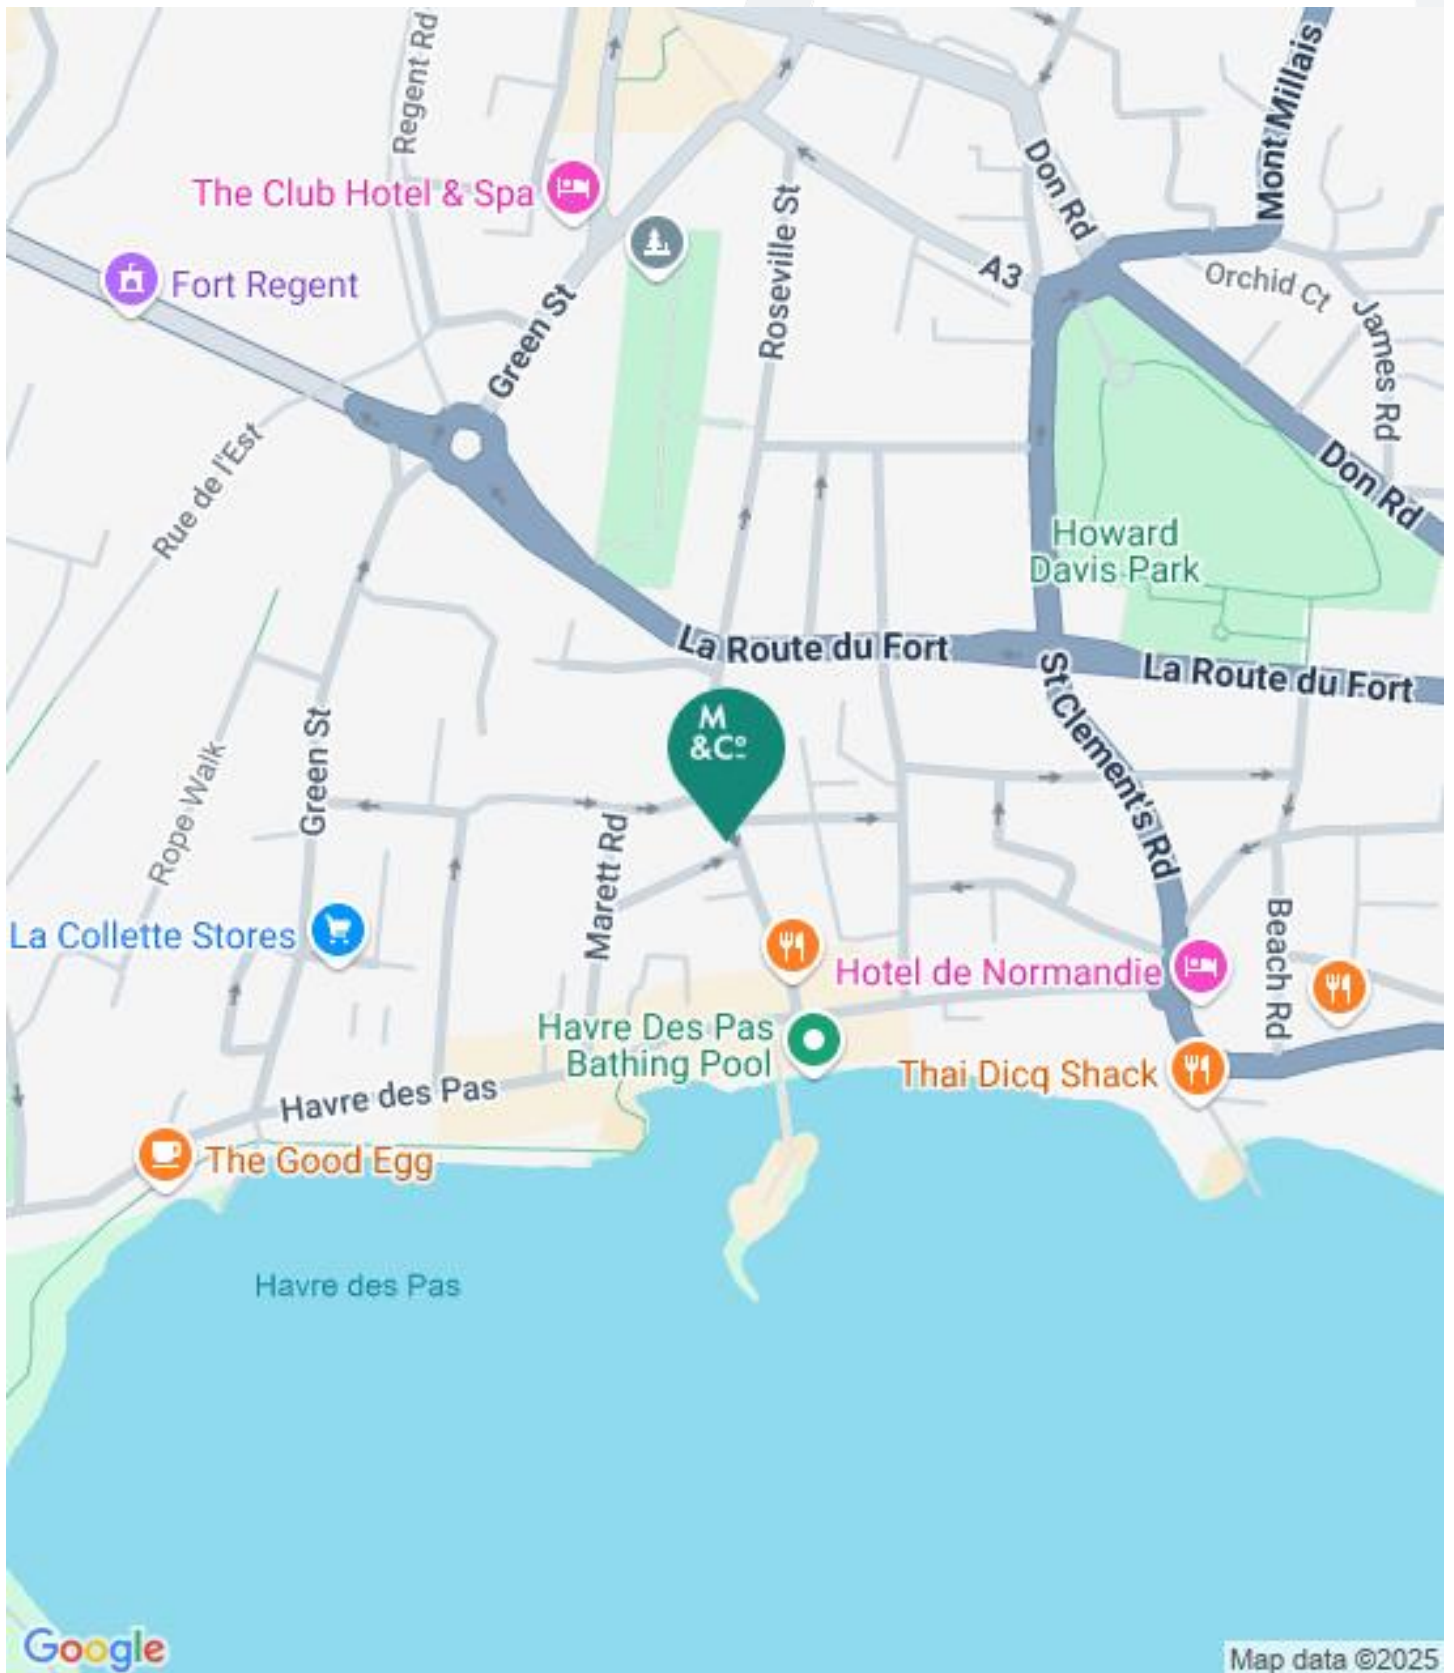 Regent Rd
Mont Millais
Don Rd
The Club Hotel & Spa
Roseville St
A3
Orchid Ct
Fort Regent
Green St
James Rd
Rue de l'Est
Don Rd
Howard
Davis Park
La Route du Fort
La Route du Fort
St Clement's Rd
M
&Cº
Green St
Rope Walk
Marett Rd
La Collette Stores
Beach Rd
Hotel de Normandie
Havre Des Pas
Bathing Pool
Thai Dicq Shack
Havre des Pas
The Good Egg
Havre des Pas
Google
Map data ©2025